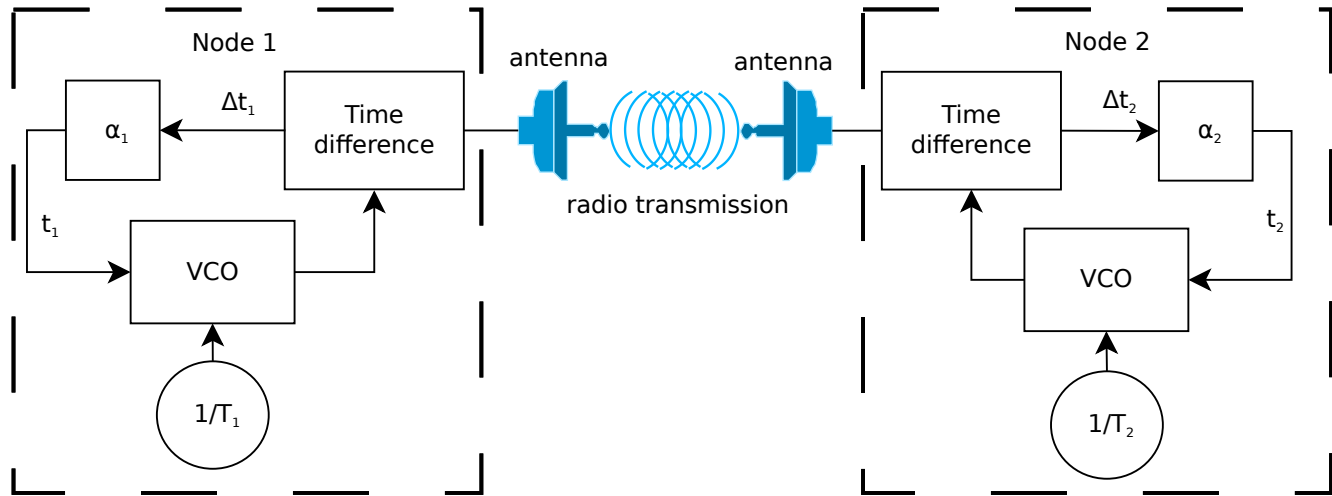 Node 1
antenna
antenna
Node 2
α₁
Δt₁
Time
difference
radio transmission
Time
difference
Δt₂
α₂
t₁
VCO
VCO
t₂
1/T₁
1/T₂